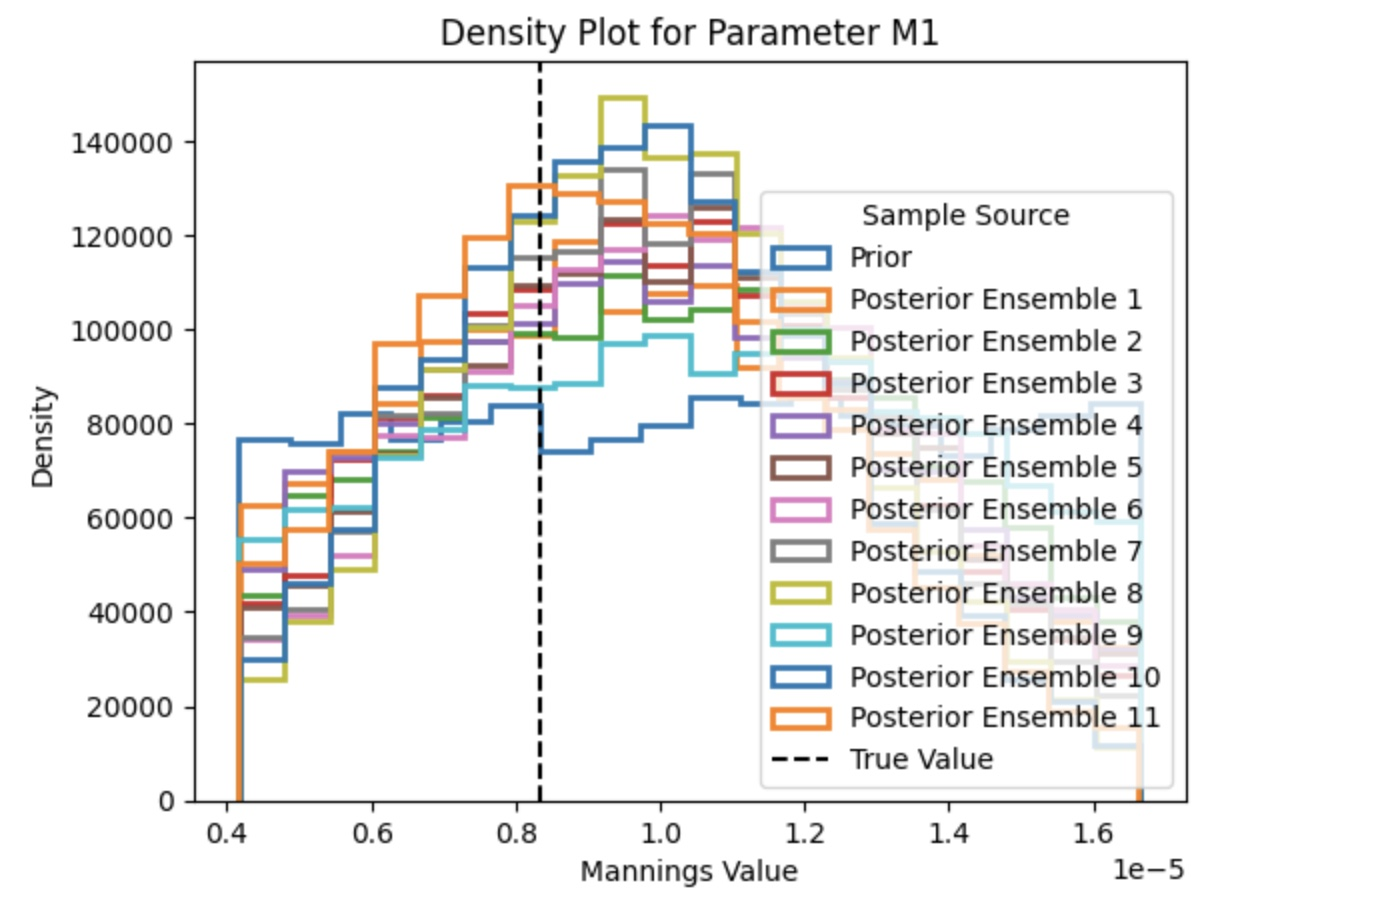 Density Plot for Parameter M1
Density
140000
120000
100000
80000
60000
40000
20000
0
Sample Source
Prior
Posterior Ensemble 1
Posterior Ensemble 2
Posterior Ensemble 3
Posterior Ensemble 4
Posterior Ensemble 5
Posterior Ensemble 6
Posterior Ensemble 7
Posterior Ensemble 8
Posterior Ensemble 9
Posterior Ensemble 10
Posterior Ensemble 11
True Value
0.4 0.6 0.8 1.0 1.2 1.4 1.6
1e−5
Mannings Value